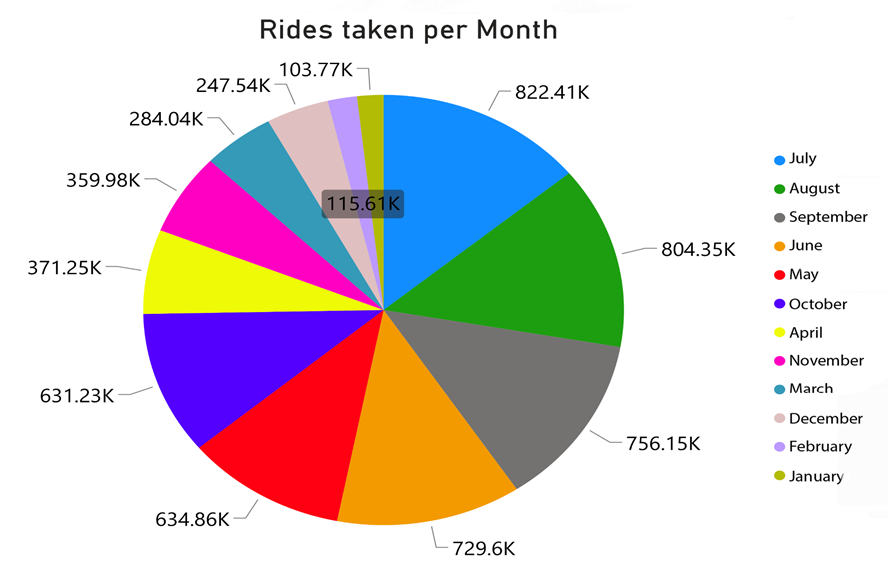 Rides taken per Month
103.77K
247.54K
822.41K
284.04K
359.98K
115.61K
804.35K
371.25K
631.23K
756.15K
634.86K
729.6K
July
August
September
June
May
October
April
November
March
December
February
January